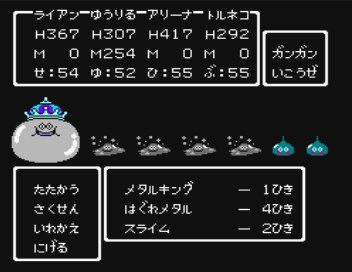 ライアン ゆうりる アリーナ トルネコ
H367 H307 H417 H292
M 0 M254 M 0 M 0
せ:54 ゆ:52 ひ:55 ぶ:55
ガンガン
いこうぜ
たたかう
さくせん
いれかえ
にげる
メタルキング ー 1ひき
はぐれメタル ー 4ひき
スライム ー 2ひき